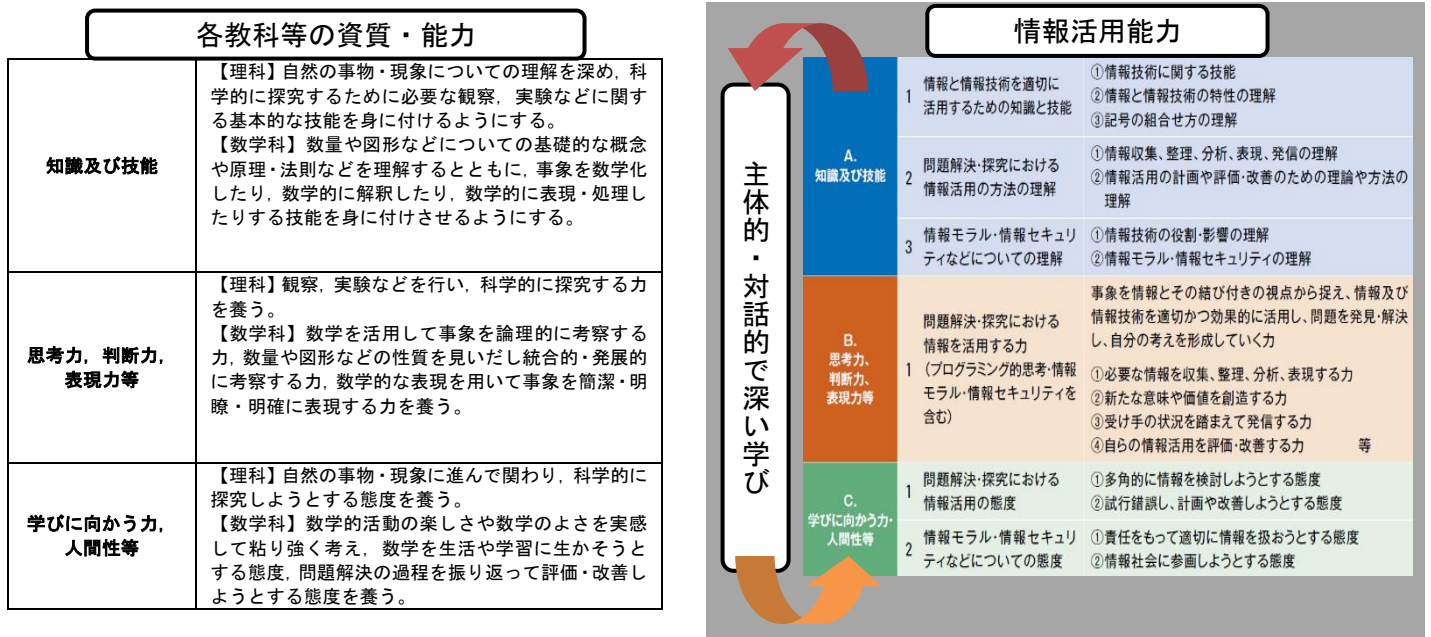 各教科等の資質・能力
知識及び技能
【理科】自然の事物・現象についての理解を深め，科
学的に探究するために必要な観察，実験などに関す
る基本的な技能を身に付けるようにする。
【数学科】数量や図形などについての基礎的な概念
や原理・法則などを理解するとともに，事象を数学化
したり，数学的に解釈したり，数学的に表現・処理し
たりする技能を身に付けさせるようにする。
思考力，判断力，
表現力等
【理科】観察，実験などを行い，科学的に探究する力
を養う。
【数学科】数学を活用して事象を論理的に考察する
力，数量や図形などの性質を見いだし統合的・発展的
に考察する力，数学的な表現を用いて事象を簡潔・明
瞭・明確に表現する力を養う。
学びに向かう力，
人間性等
【理科】自然の事物・現象に進んで関わり，科学的に
探究しようとする態度を養う。
【数学科】数学的活動の楽しさや数学のよさを実感
して粘り強く考え，数学を生活や学習に生かそうと
する態度，問題解決の過程を振り返って評価・改善し
ようとする態度を養う。
主体的・対話的で深い学び
情報活用能力
A.
知識及び技能
1
情報と情報技術を適切に
活用するための知識と技能
①情報技術に関する技能
②情報と情報技術の特性の理解
③記号の組合せ方の理解
2
問題解決・探究における
情報活用の方法の理解
①情報収集、整理、分析、表現、発信の理解
②情報活用の計画や評価・改善のための理論や方法の
理解
3
情報モラル・情報セキュリ
ティなどについての理解
①情報技術の役割・影響の理解
②情報モラル・情報セキュリティの理解
B.
思考力、
判断力、
表現力等
1
問題解決・探究における
情報を活用する力
(プログラミング的思考・情報
モラル・情報セキュリティを
含む)
事象を情報とその結び付きの視点から捉え、情報及び
情報技術を適切かつ効果的に活用し、問題を発見・解決
し、自分の考えを形成していく力
①必要な情報を収集、整理、分析、表現する力
②新たな意味や価値を創造する力
③受け手の状況を踏まえて発信する力
④自らの情報活用を評価・改善する力 等
C.
学びに向かう力・
人間性等
1
問題解決・探究における
情報活用の態度
①多角的に情報を検討しようとする態度
②試行錯誤し、計画や改善しようとする態度
2
情報モラル・情報セキュリ
ティなどについての態度
①責任をもって適切に情報を扱おうとする態度
②情報社会に参画しようとする態度